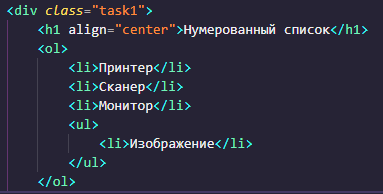 <div class="task1">
<h1 align="center">Нумерованный список</h1>
<ol>
<li>Принтер</li>
<li>Сканер</li>
<li>Монитор</li>
<ul>
<li>Изображение</li>
</ul>
</ol>